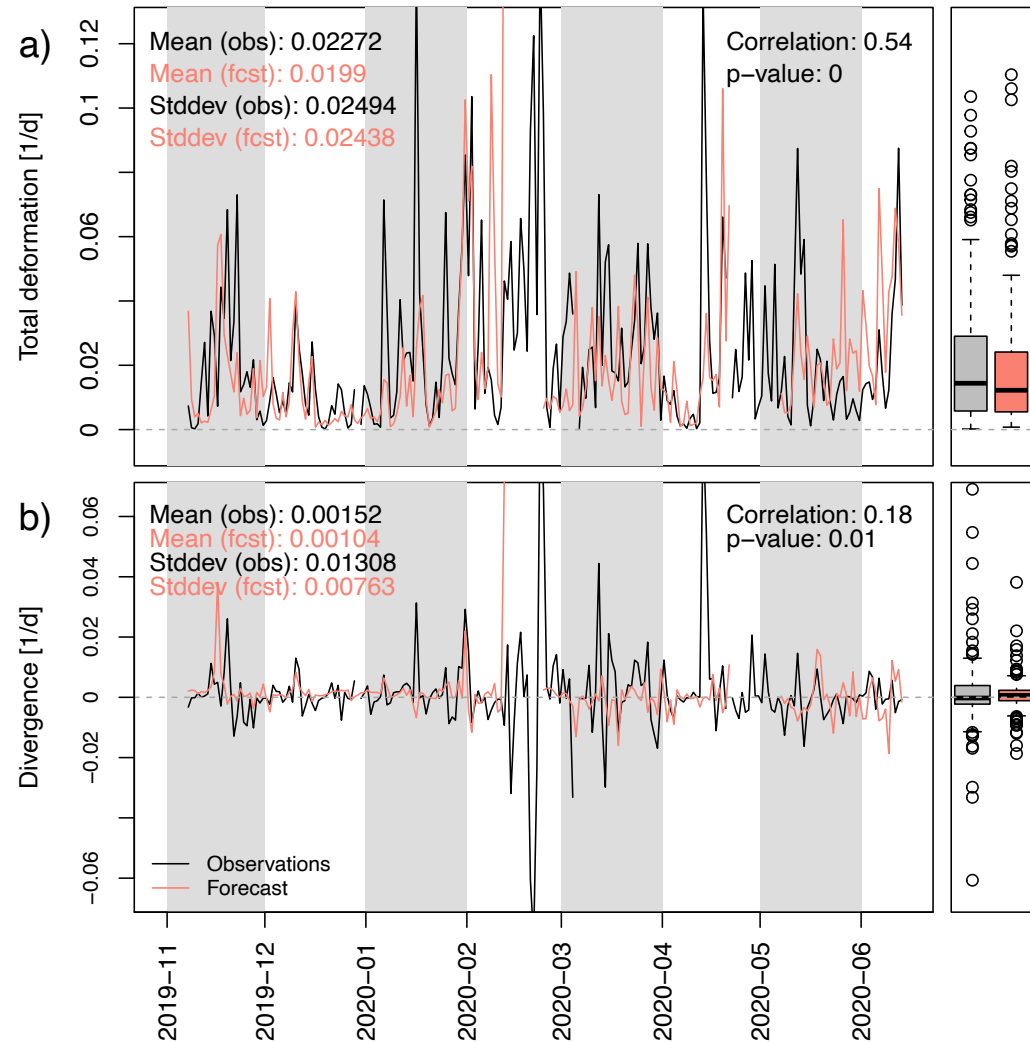 a)
Total deformation [1/d]
0.12
0.1
0.06
0.02
0
Mean (obs): 0.02272
Mean (fcst): 0.0199
Stddev (obs): 0.02494
Stddev (fcst): 0.02438
Correlation: 0.54
p-value: 0
b)
Divergence [1/d]
0.06
0.04
0.02
0
−0.02
−0.06
Mean (obs): 0.00152
Mean (fcst): 0.00104
Stddev (obs): 0.01308
Stddev (fcst): 0.00763
Correlation: 0.18
p-value: 0.01
Observations
Forecast
2019−11
2019−12
2020−01
2020−02
2020−03
2020−04
2020−05
2020−06